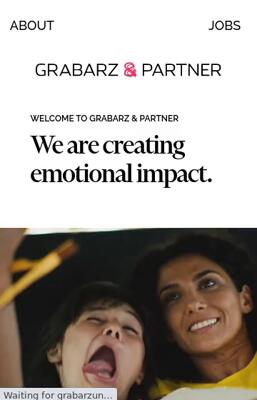 ABOUT JOBS
GRABARZ & PARTNER
WELCOME TO GRABARZ & PARTNER
We are creating
emotional impact.
Waiting for grabarzun...